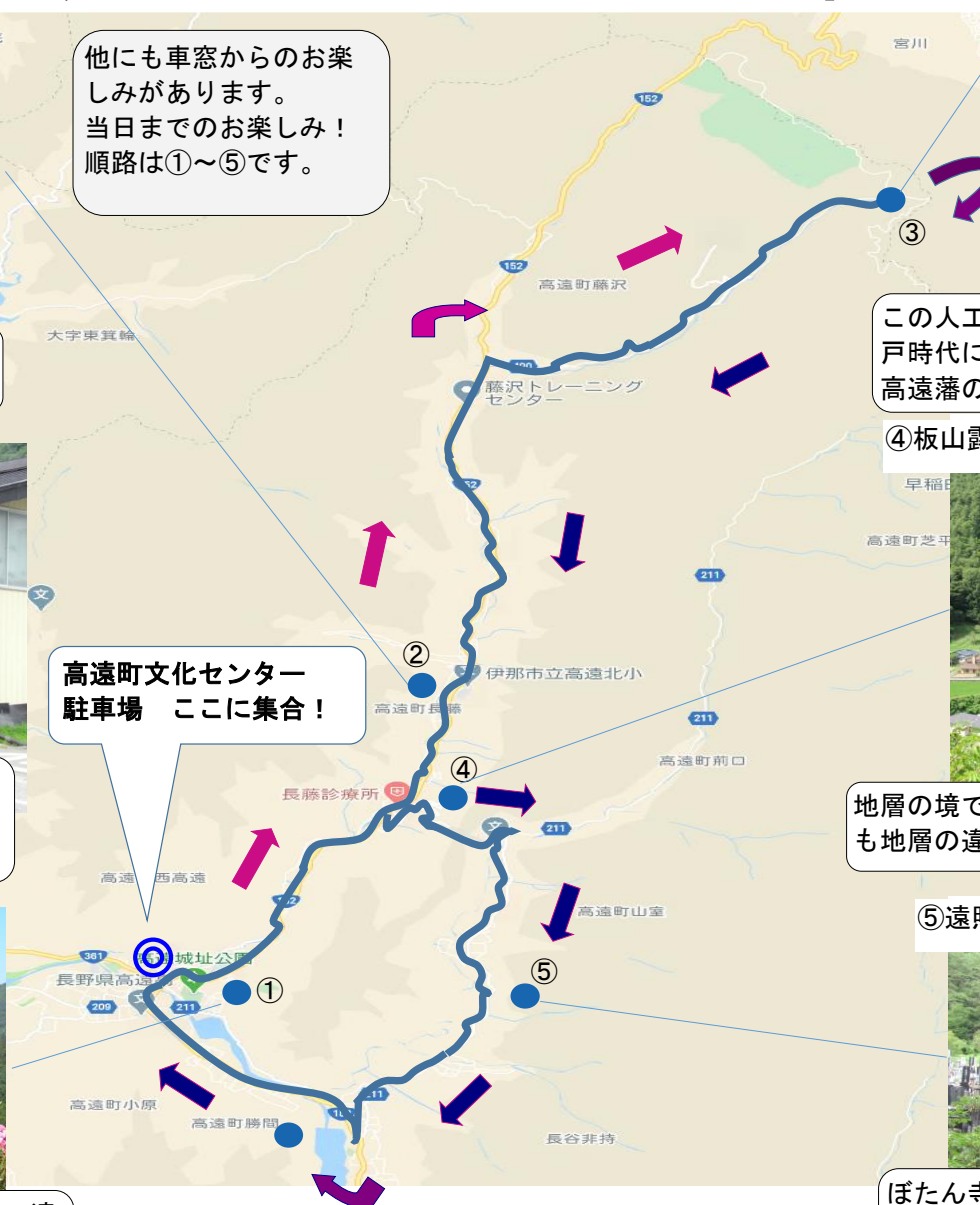 他にも車窓からのお楽
しみがあります。
当日までのお楽しみ！
順路は①～⑤です。
宮川
152
③
152
高遠町藤沢
大字東箕輪
この人工
戸時代に
高遠藩の
藤沢トレーニング
センター
④板山露
早稲
高遠町芝平
文
211
高遠町文化センター
駐車場　ここに集合！
②
伊那市立高遠北小
高遠町長藤
211
高遠町前口
長藤診療所
④
文
211
地層の境で
も地層の違
高遠
西高遠
高遠町山室
⑤遠照
361
城址公園
長野県高遠
①
⑤
209
文
211
高遠町小原
高遠町勝間
211
長谷非持
ぼたん寺